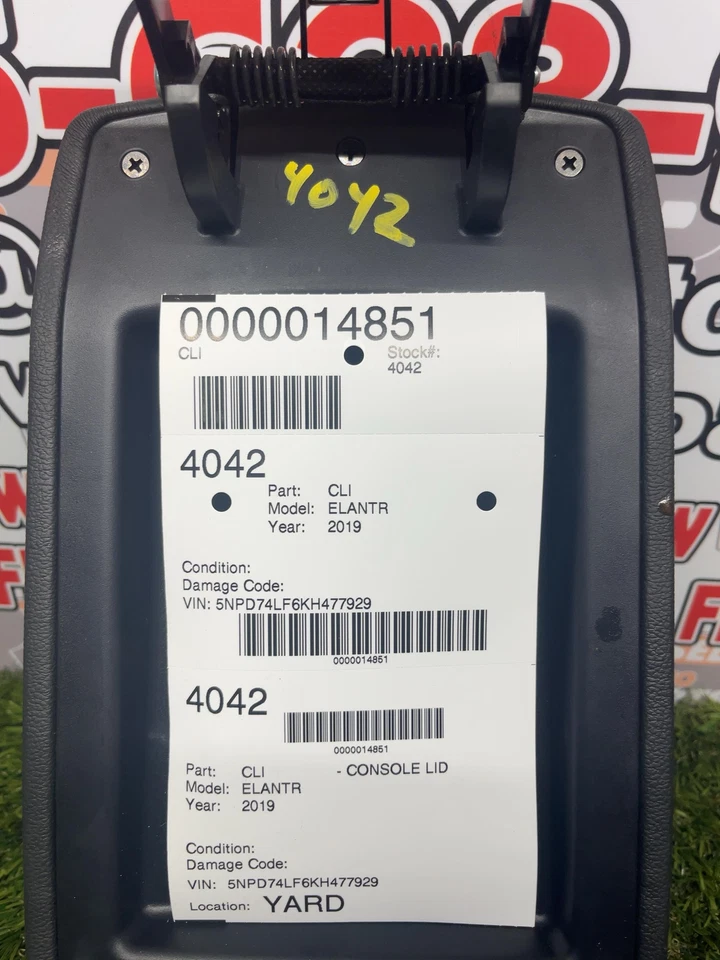 4042
0000014851
CLI
Stock#:
4042
4042
Part: CLI
Model: ELANTR
Year: 2019
Condition:
Damage Code:
VIN: 5NPD74LF6KH477929
0000014851
4042
0000014851
Part: CLI - CONSOLE LID
Model: ELANTR
Year: 2019
Condition:
Damage Code:
VIN: 5NPD74LF6KH477929
Location: YARD